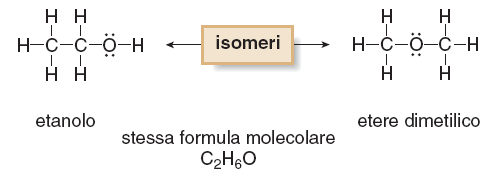 H H H H
H-C-C-Ö-H isomeri H-C-Ö-C-H
H H H H
etanolo etere dimetilico
stessa formula molecolare
C₂H₆O